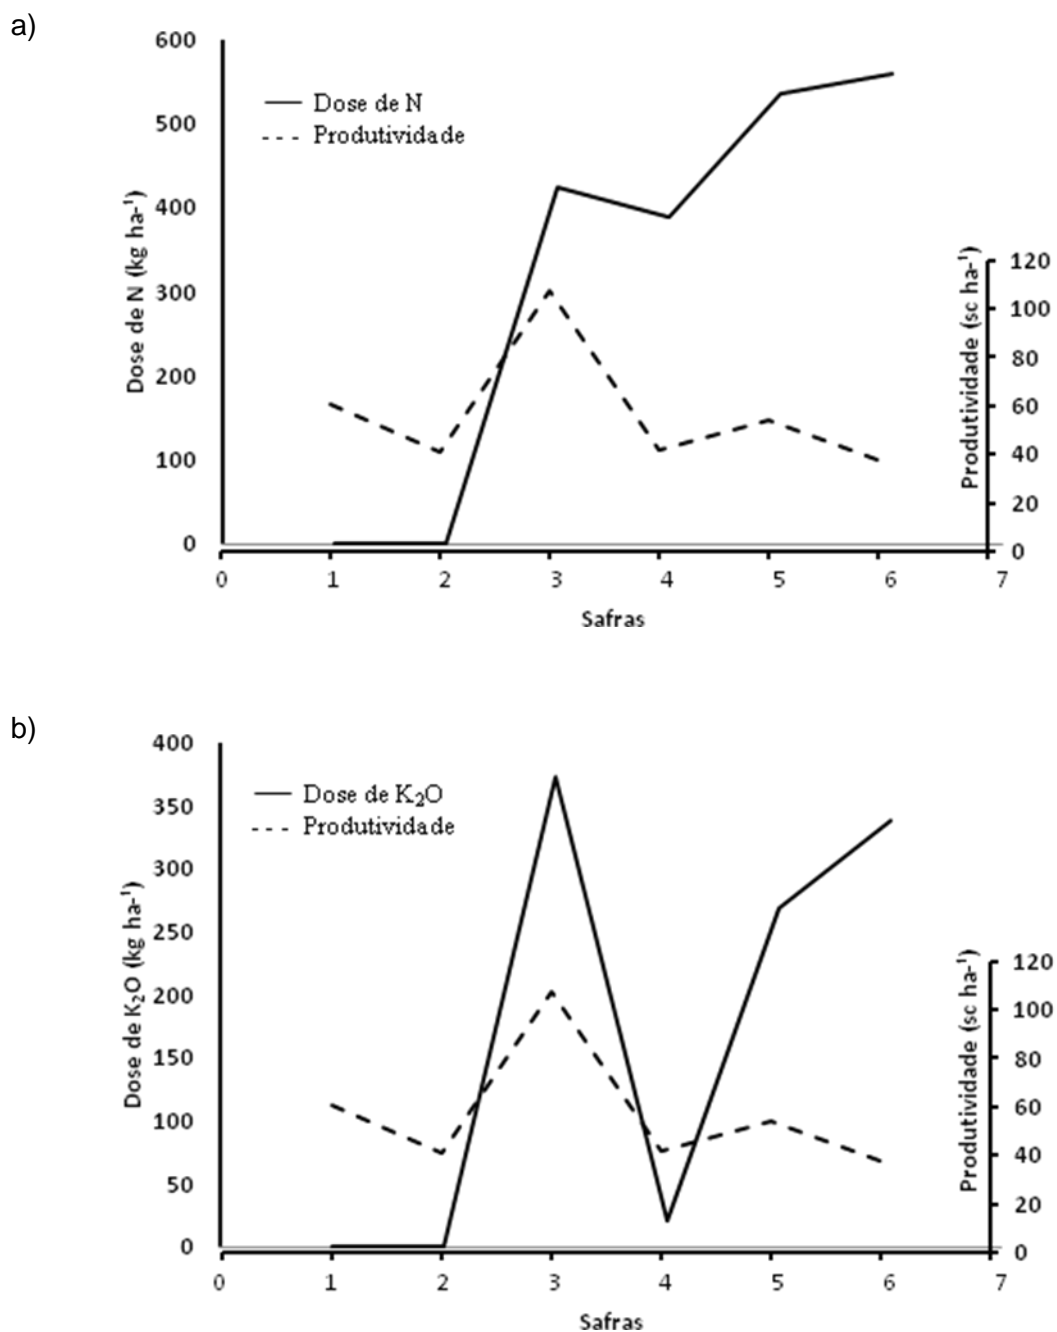 a)
600
500
400
300
200
100
0
Dose de N (kg ha-¹)
Dose de N
Produtividade
120
100
80
60
40
20
0
Produtividade (sc ha-¹)
0 1 2 3 4 5 6 7
Safras
b)
400
350
300
250
200
150
100
50
0
Dose de K₂O (kg ha-¹)
Dose de K₂O
Produtividade
120
100
80
60
40
20
0
Produtividade (sc ha-¹)
0 1 2 3 4 5 6 7
Safras